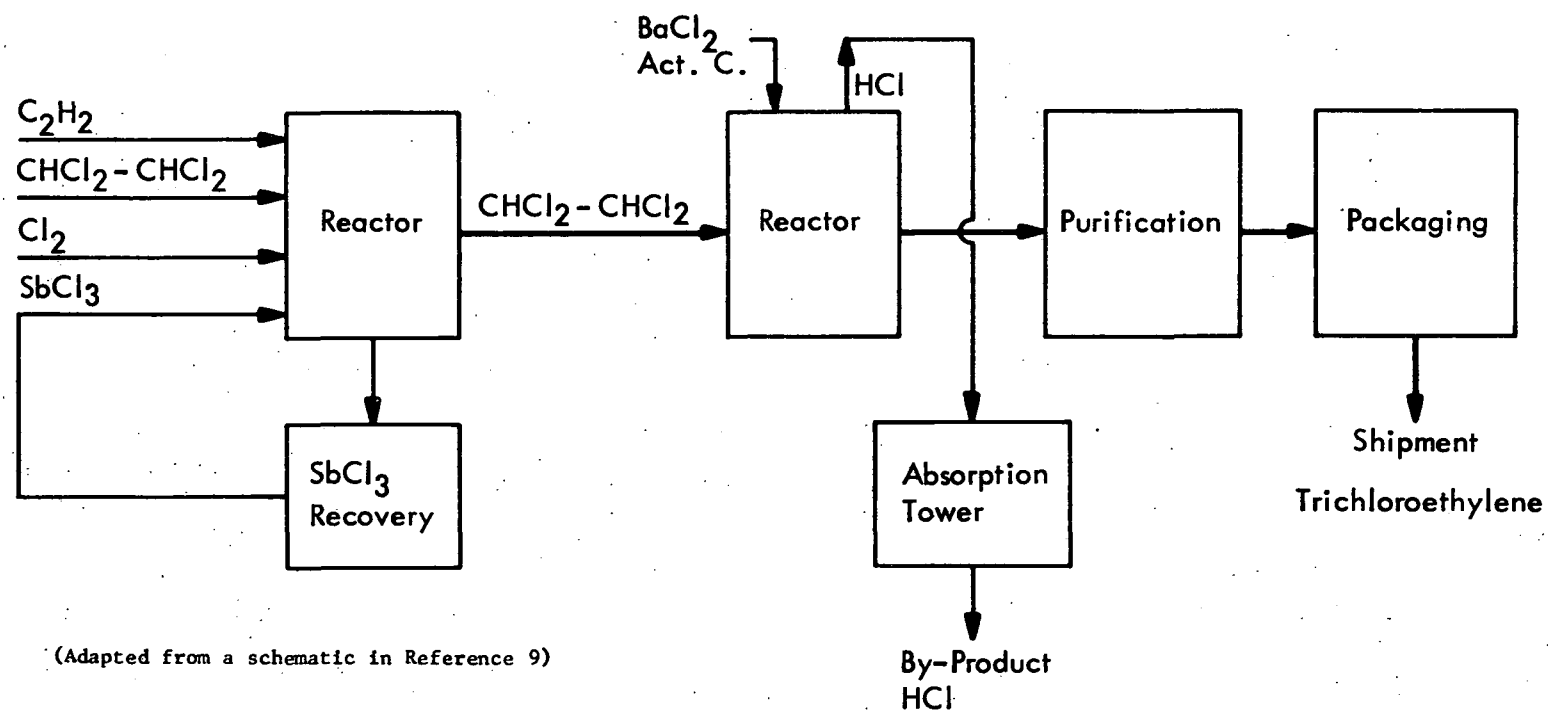 BaCl2
Act. C.
HCl
C2H2
CHCl2-CHCl2
Cl2
SbCl3
Reactor
CHCl2-CHCl2
Reactor
Purification
Packaging
SbCl3
Recovery
Absorption
Tower
Shipment
Trichloroethylene
By-Product
HCl
(Adapted from a schematic in Reference 9)